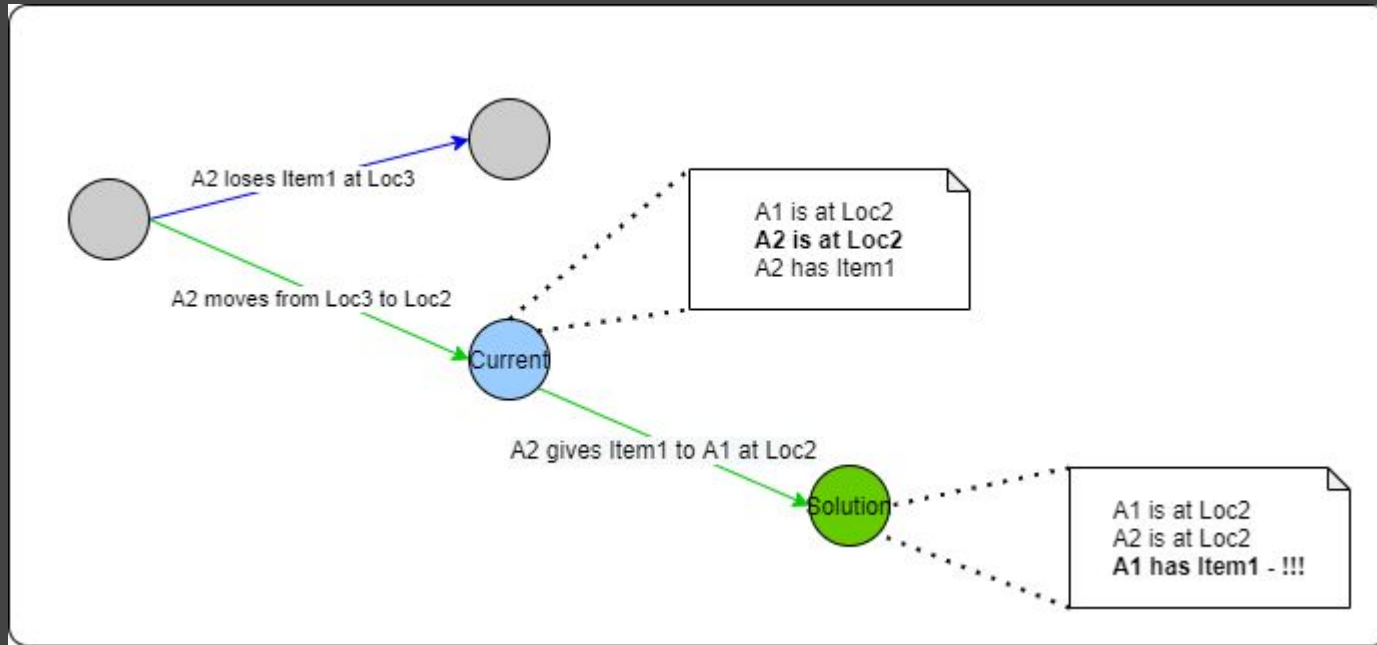 A2 loses Item1 at Loc3
A1 is at Loc2
A2 is at Loc2
A2 has Item1
A2 moves from Loc3 to Loc2
Current
A2 gives Item1 to A1 at Loc2
Solution
A1 is at Loc2
A2 is at Loc2
A1 has Item1 - !!!